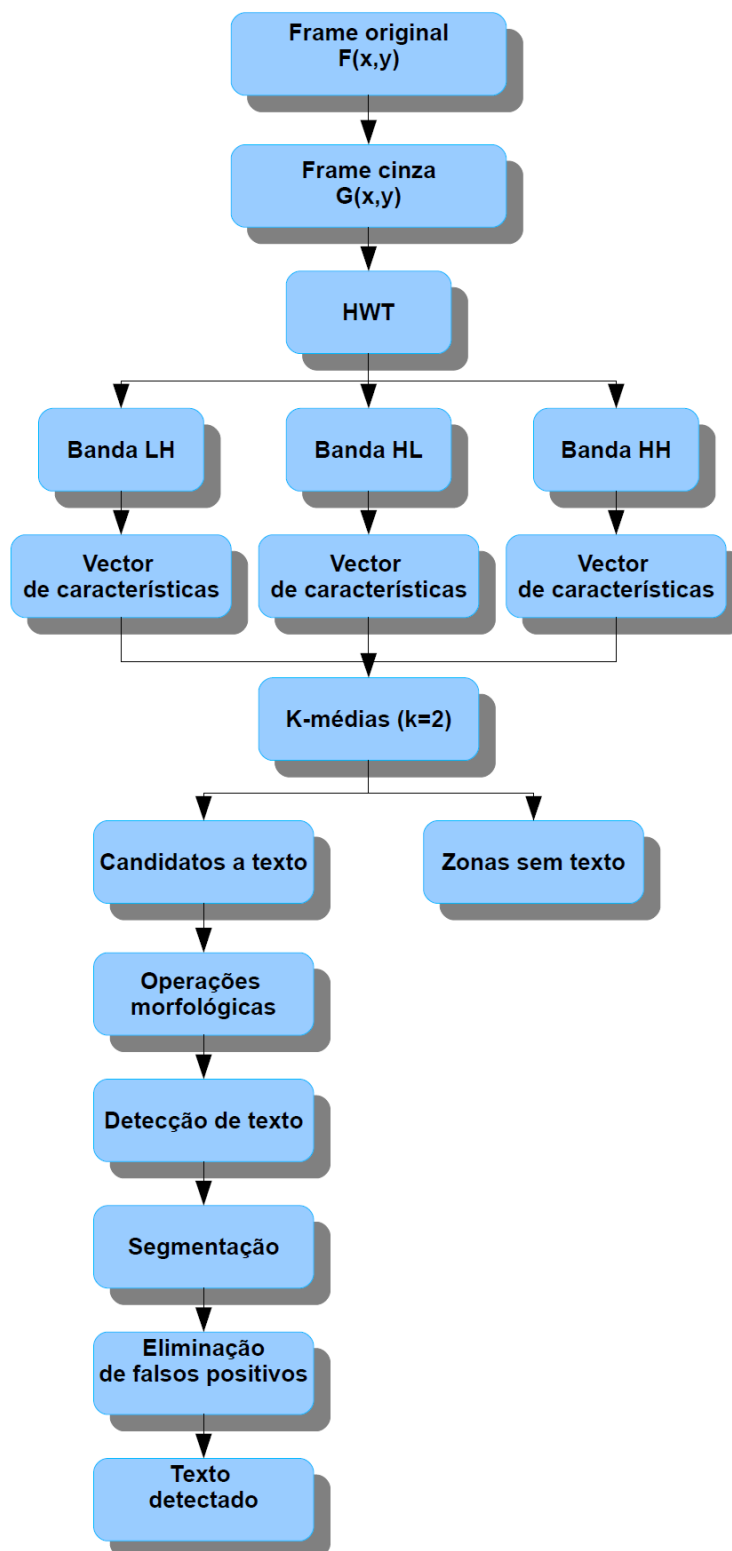 Frame original
F(x,y)
Frame cinza
G(x,y)
HWT
Banda LH
Banda HL
Banda HH
Vector
de características
Vector
de características
Vector
de características
K-médias (k=2)
Candidatos a texto
Zonas sem texto
Operações
morfológicas
Detecção de texto
Segmentação
Eliminação
de falsos positivos
Texto
detectado